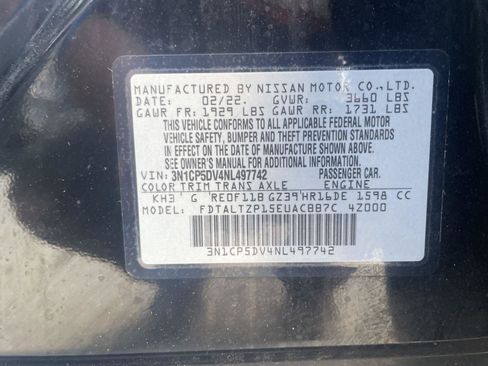 MANUFACTURED BY NISSAN MOTOR CO.,LTD.
DATE: 02/22. GVWR: 3660 LBS
GAWR FR: 1929 LBS GAWR RR: 1731 LBS
THIS VEHICLE CONFORMS TO ALL APPLICABLE FEDERAL MOTOR
VEHICLE SAFETY, BUMPER AND THEFT PREVENTION STANDARDS
IN EFFECT ON THE DATE OF MANUFACTURE SHOWN ABOVE.
SEE OWNER'S MANUAL FOR ADDITIONAL INFORMATION.
VIN: 3N1CP5DV4NL497742 PASSENGER CAR.
COLOR TRIM TRANS AXLE ENGINE
KH3 G RE0F11B GZ39 HR16DE 1598 CC
MODEL: FDTALTZP15EUACBB7C 4Z000
3N1CP5DV4NL497742